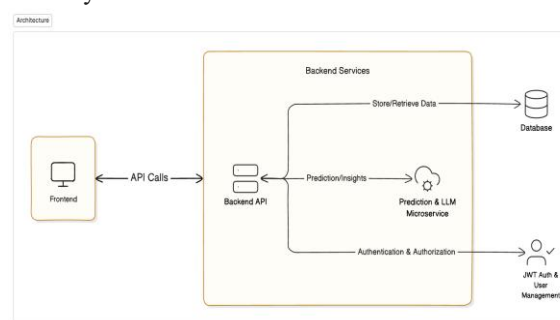 Architecture
Backend Services
Store/Retrieve Data
Database
API Calls
Prediction/Insights
Frontend
Backend API
Prediction & LLM
Microservice
Authentication & Authorization
JWT Auth &
User
Management